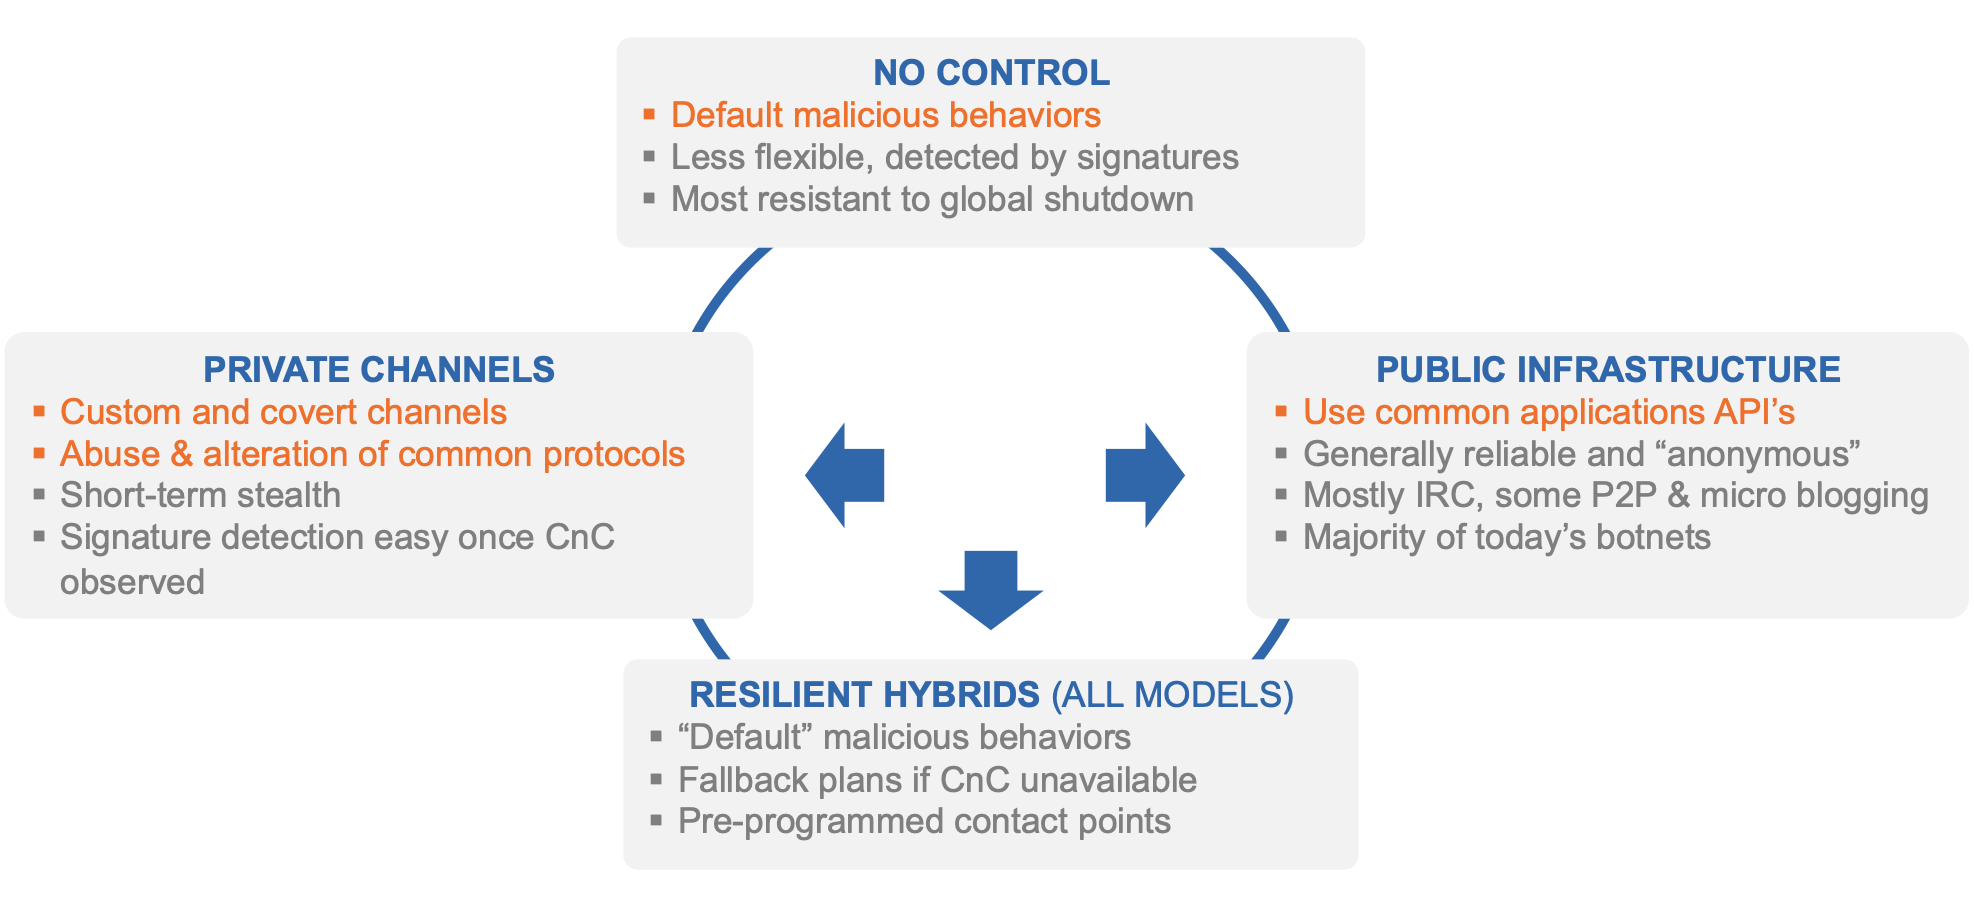 NO CONTROL
▪ Default malicious behaviors
▪ Less flexible, detected by signatures
▪ Most resistant to global shutdown
PRIVATE CHANNELS
▪ Custom and covert channels
▪ Abuse & alteration of common protocols
▪ Short-term stealth
▪ Signature detection easy once CnC
observed
PUBLIC INFRASTRUCTURE
▪ Use common applications API’s
▪ Generally reliable and “anonymous”
▪ Mostly IRC, some P2P & micro blogging
▪ Majority of today’s botnets
RESILIENT HYBRIDS (ALL MODELS)
▪ “Default” malicious behaviors
▪ Fallback plans if CnC unavailable
▪ Pre-programmed contact points